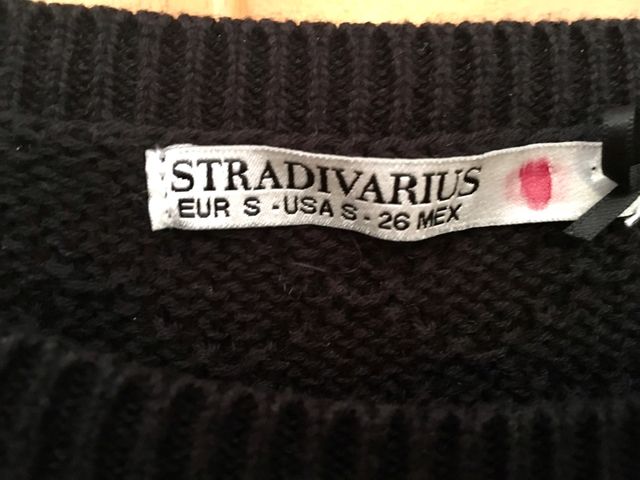 STRADIVARIUS
EUR S - USA S - 26 MEX